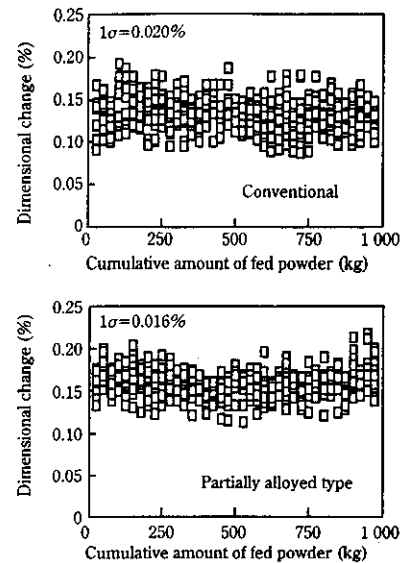 0.25
1σ=0.020%
0.20
0.15
0.10
0.05
0
Dimensional change (%)
Conventional
0 250 500 750 1 000
Cumulative amount of fed powder (kg)
0.25
1σ=0.016%
0.20
0.15
0.10
0.05
0
Dimensional change (%)
Partially alloyed type
0 250 500 750 1 000
Cumulative amount of fed powder (kg)